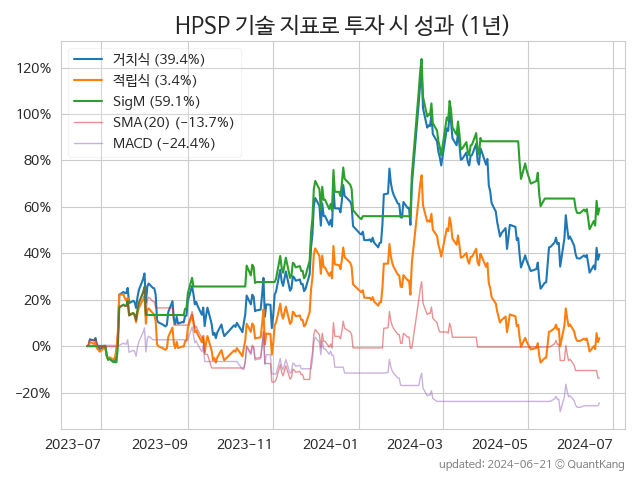 HPSP 기술 지표로 투자 시 성과 (1년)
거치식 (39.4%)
적립식 (3.4%)
SigM (59.1%)
SMA(20) (−13.7%)
MACD (−24.4%)
120%
100%
80%
60%
40%
20%
0%
−20%
2023-07 2023-09 2023-11 2024-01 2024-03 2024-05 2024-07
updated: 2024-06-21 © QuantKang